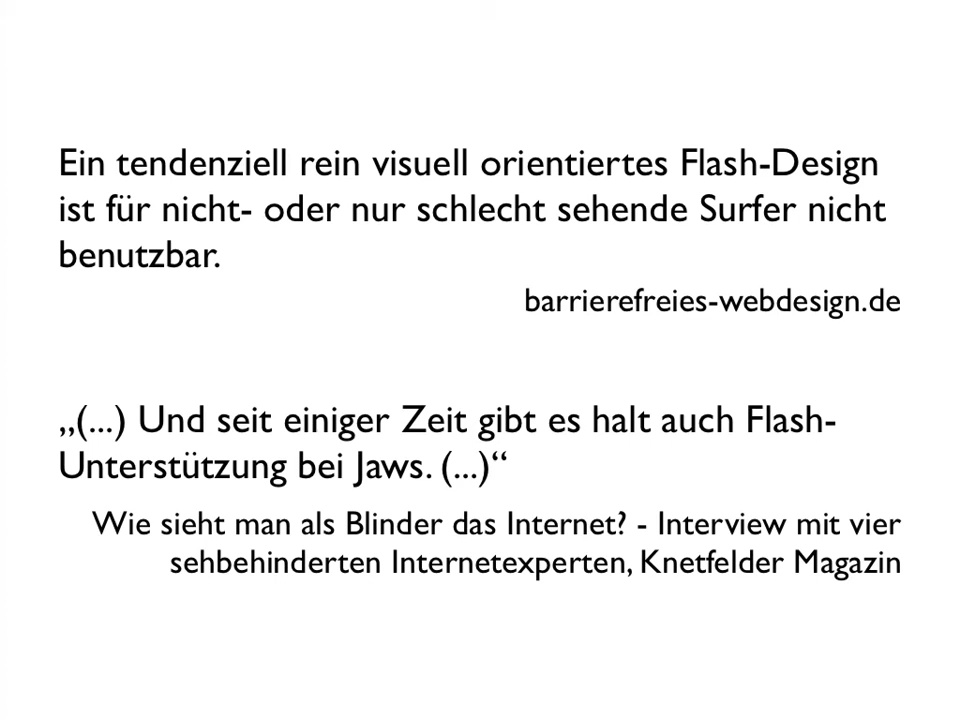 Ein tendenziell rein visuell orientiertes Flash-Design
ist für nicht- oder nur schlecht sehende Surfer nicht
benutzbar.
barrierefreies-webdesign.de
„(...) Und seit einiger Zeit gibt es halt auch Flash-
Unterstützung bei Jaws. (...)“
Wie sieht man als Blinder das Internet? - Interview mit vier
sehbehinderten Internetexperten, Knetfelder Magazin